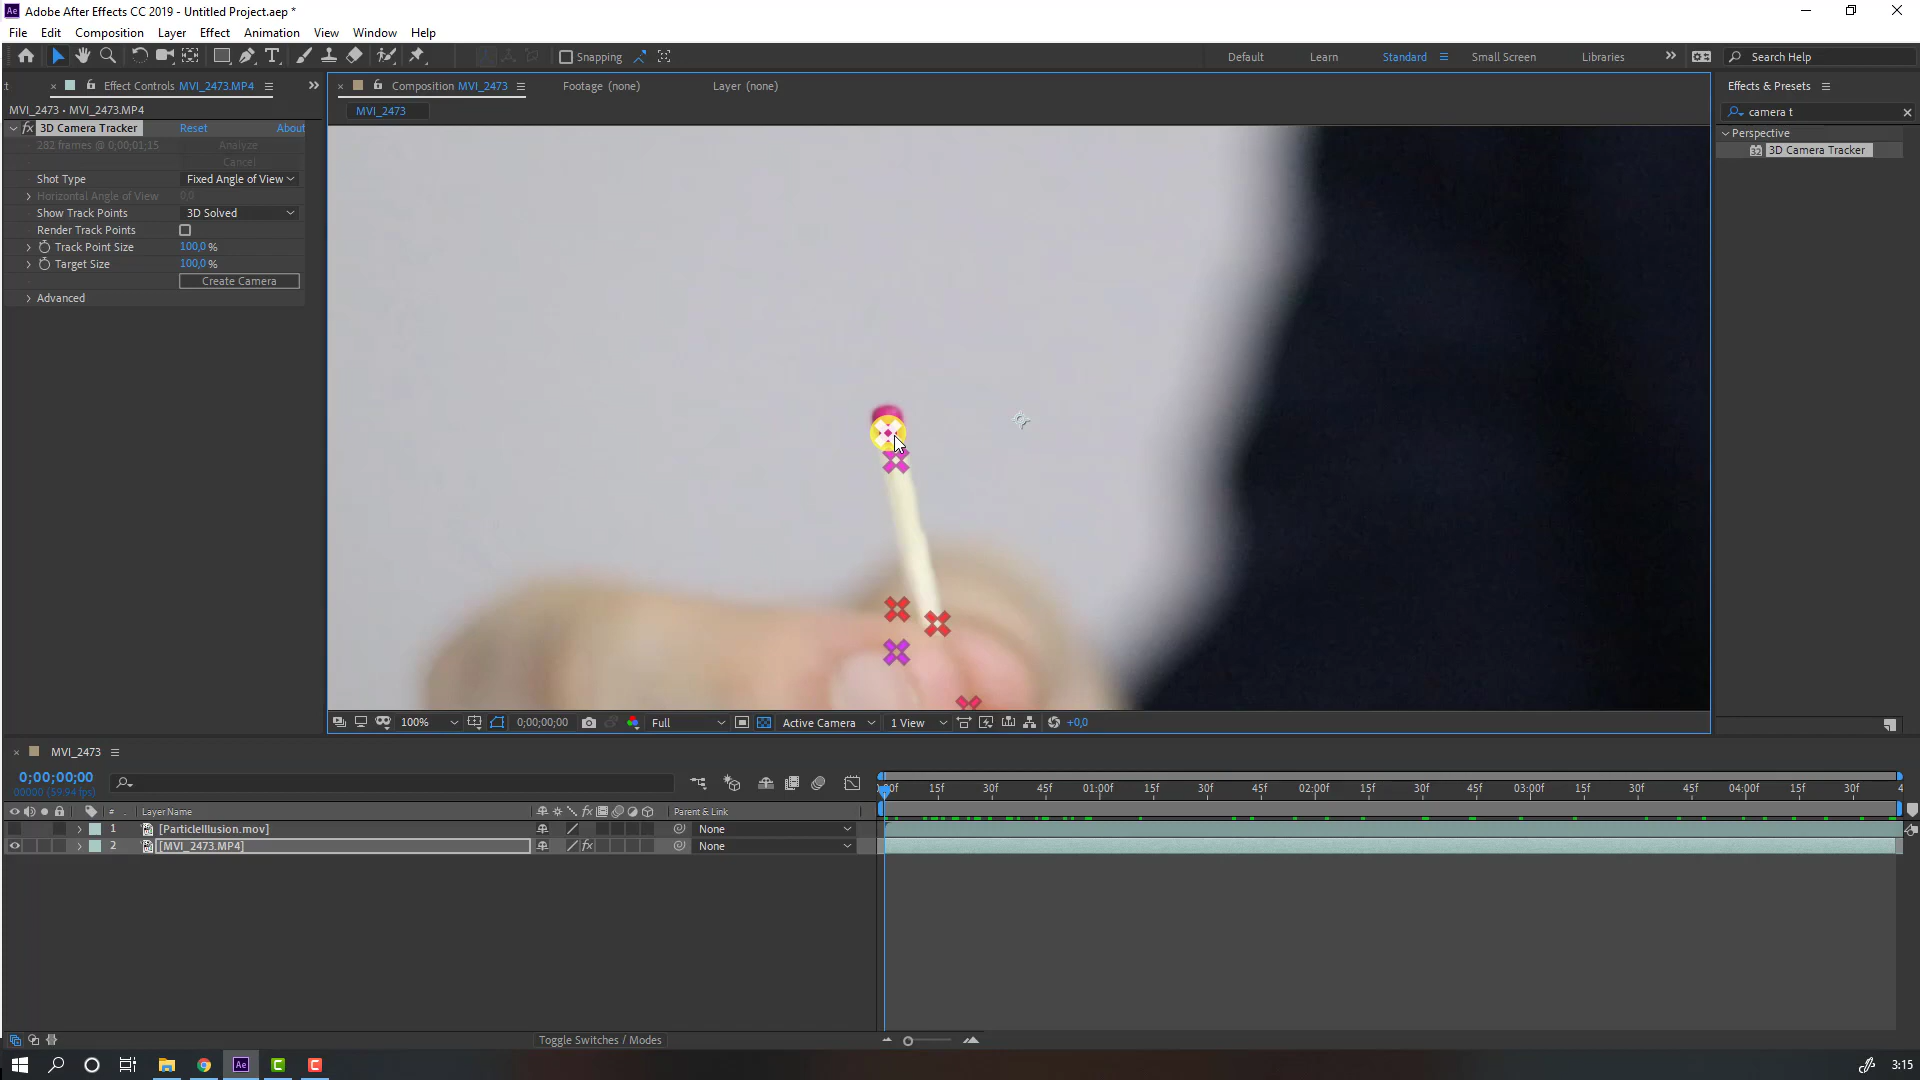 Adobe After Effects CC 2019 - Untitled Project.aep *
File Edit Composition Layer Effect Animation View Window Help
Snapping Default Learn Standard Small Screen Libraries Search Help
Effect Controls MVI_2473.MP4 Composition MVI_2473 Footage (none) Layer (none) Effects & Presets
MVI_2473 • MVI_2473.MP4 MVI_2473 camera t
fx 3D Camera Tracker Reset About Perspective
282 frames @ 0;00;01;15 Analyze 3D Camera Tracker
Cancel
Shot Type Fixed Angle of View
Horizontal Angle of View 0,0
Show Track Points 3D Solved
Render Track Points
Track Point Size 100,0 %
Target Size 100,0 %
Create Camera
Advanced
100% 0;00;00;00 Full Active Camera 1 View +0,0
MVI_2473
0;00;00;00
00000 (59.94 fps) 15f 30f 45f 01:00f 15f 30f 45f 02:00f 15f 30f 45f 03:00f 15f 30f 45f 04:00f 15f 30f 4
# Layer Name fx Parent & Link
1 [ParticleIllusion.mov] None
2 [MVI_2473.MP4] fx None
Toggle Switches / Modes
Ae C C 3:15